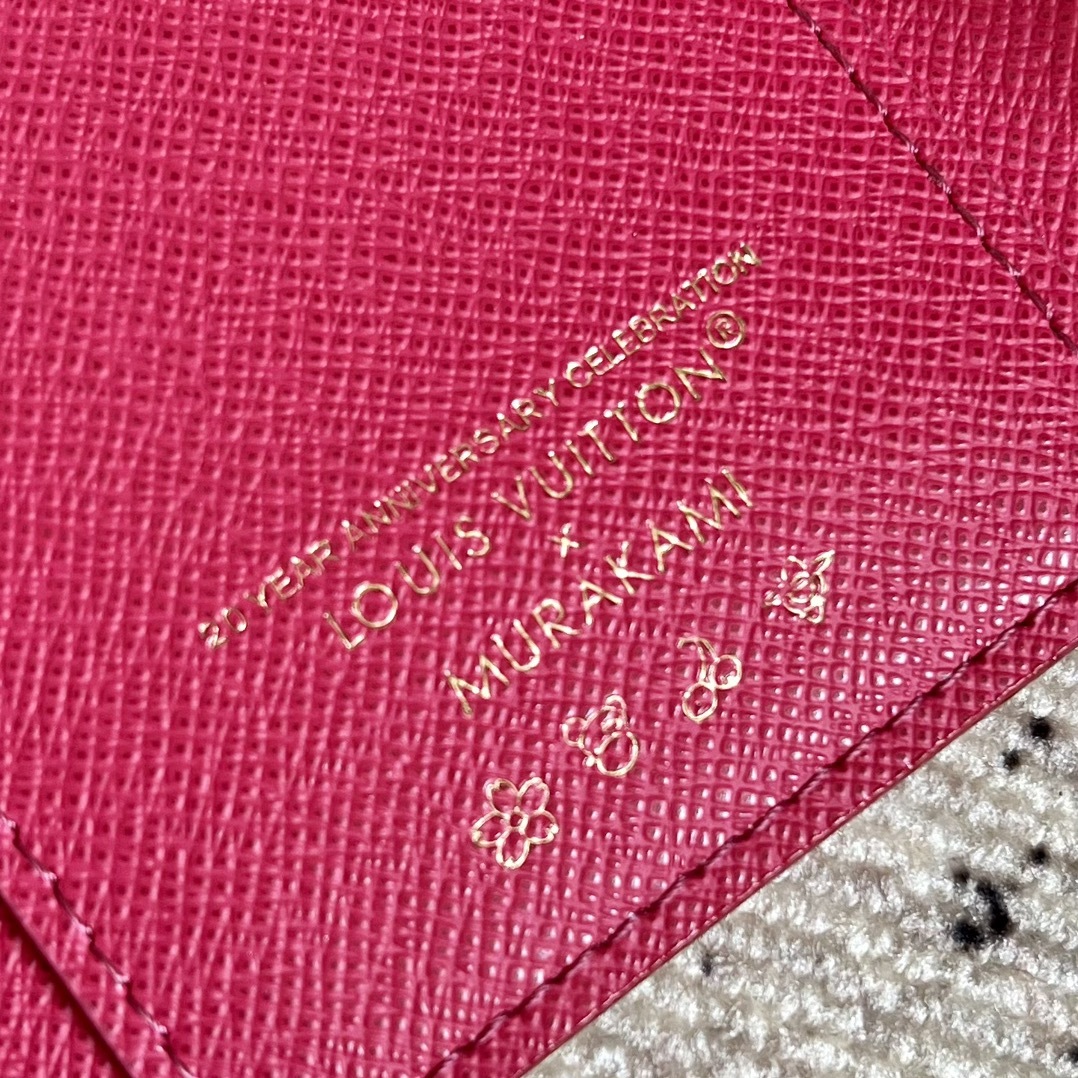 20 YEAR ANNIVERSARY CELEBRATION
LOUIS VUITTON®
x
MURAKAMI